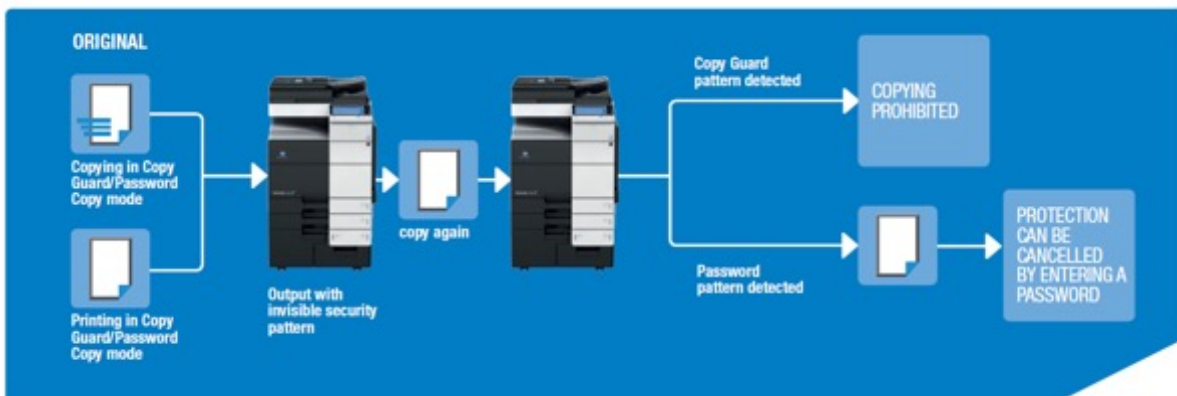 ORIGINAL
Copying in Copy
Guard/Password
Copy mode
Printing in Copy
Guard/Password
Copy mode
Output with
invisible security
pattern
copy again
Copy Guard
pattern detected
COPYING
PROHIBITED
Password
pattern detected
PROTECTION
CAN BE
CANCELLED
BY ENTERING A
PASSWORD